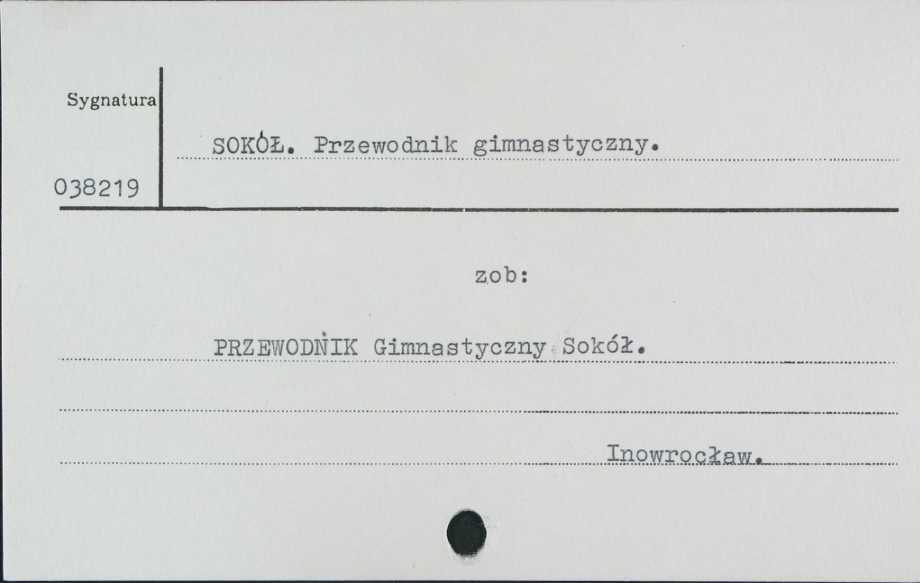 Sygnatura
SOKÓŁ. Przewodnik gimnastyczny.
038219
zob:
PRZEWODNIK Gimnastyczny Sokół.
Inowrocław.